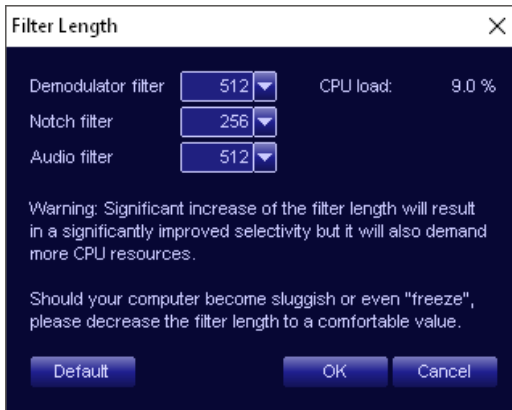 Filter Length
Demodulator filter 512 CPU load: 9.0 %
Notch filter 256
Audio filter 512
Warning: Significant increase of the filter length will result
in a significantly improved selectivity but it will also demand
more CPU resources.
Should your computer become sluggish or even "freeze",
please decrease the filter length to a comfortable value.
Default OK Cancel